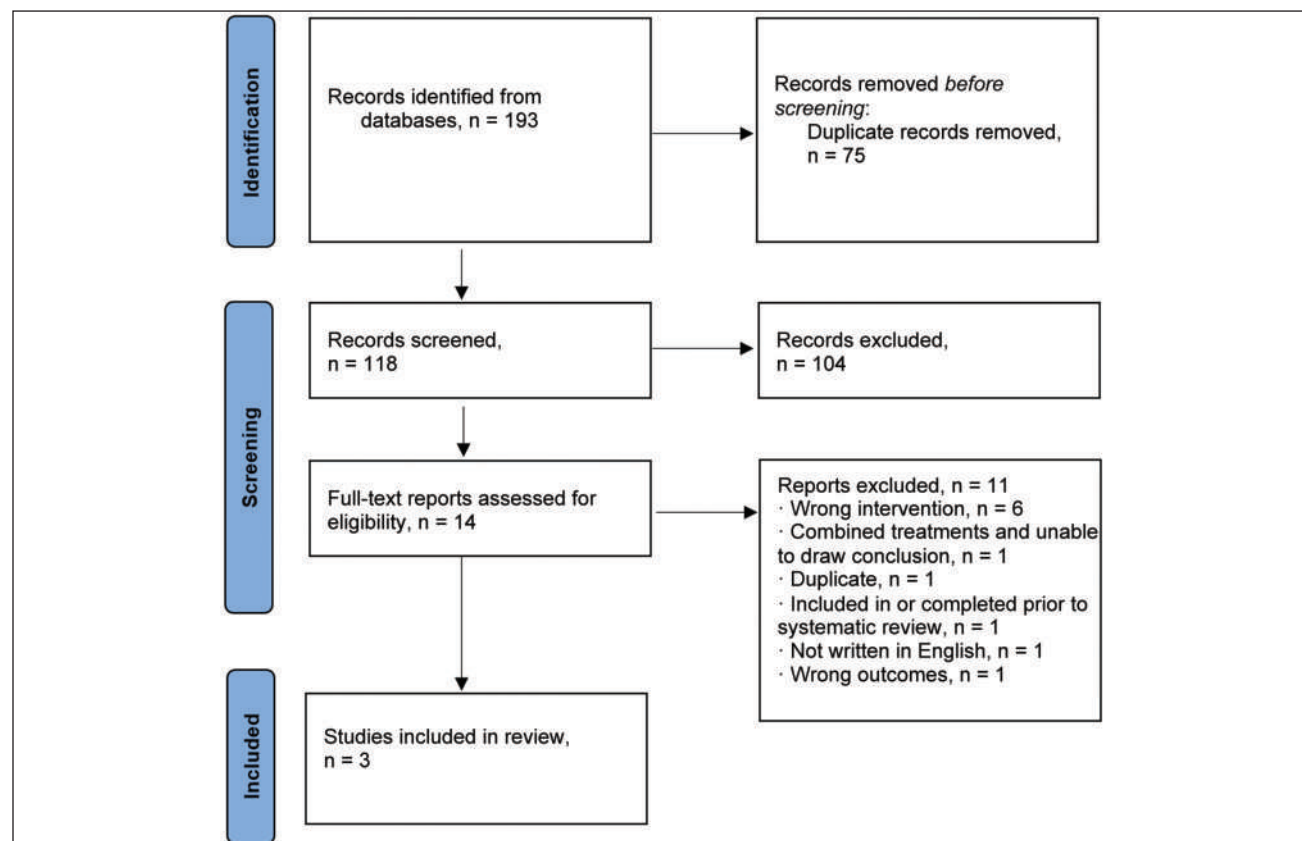 Identification
Records identified from
databases, n = 193
Records removed before
screening:
Duplicate records removed,
n = 75
Screening
Records screened,
n = 118
Records excluded,
n = 104
Full-text reports assessed for
eligibility, n = 14
Reports excluded, n = 11
· Wrong intervention, n = 6
· Combined treatments and unable
to draw conclusion, n = 1
· Duplicate, n = 1
· Included in or completed prior to
systematic review, n = 1
· Not written in English, n = 1
· Wrong outcomes, n = 1
Included
Studies included in review,
n = 3